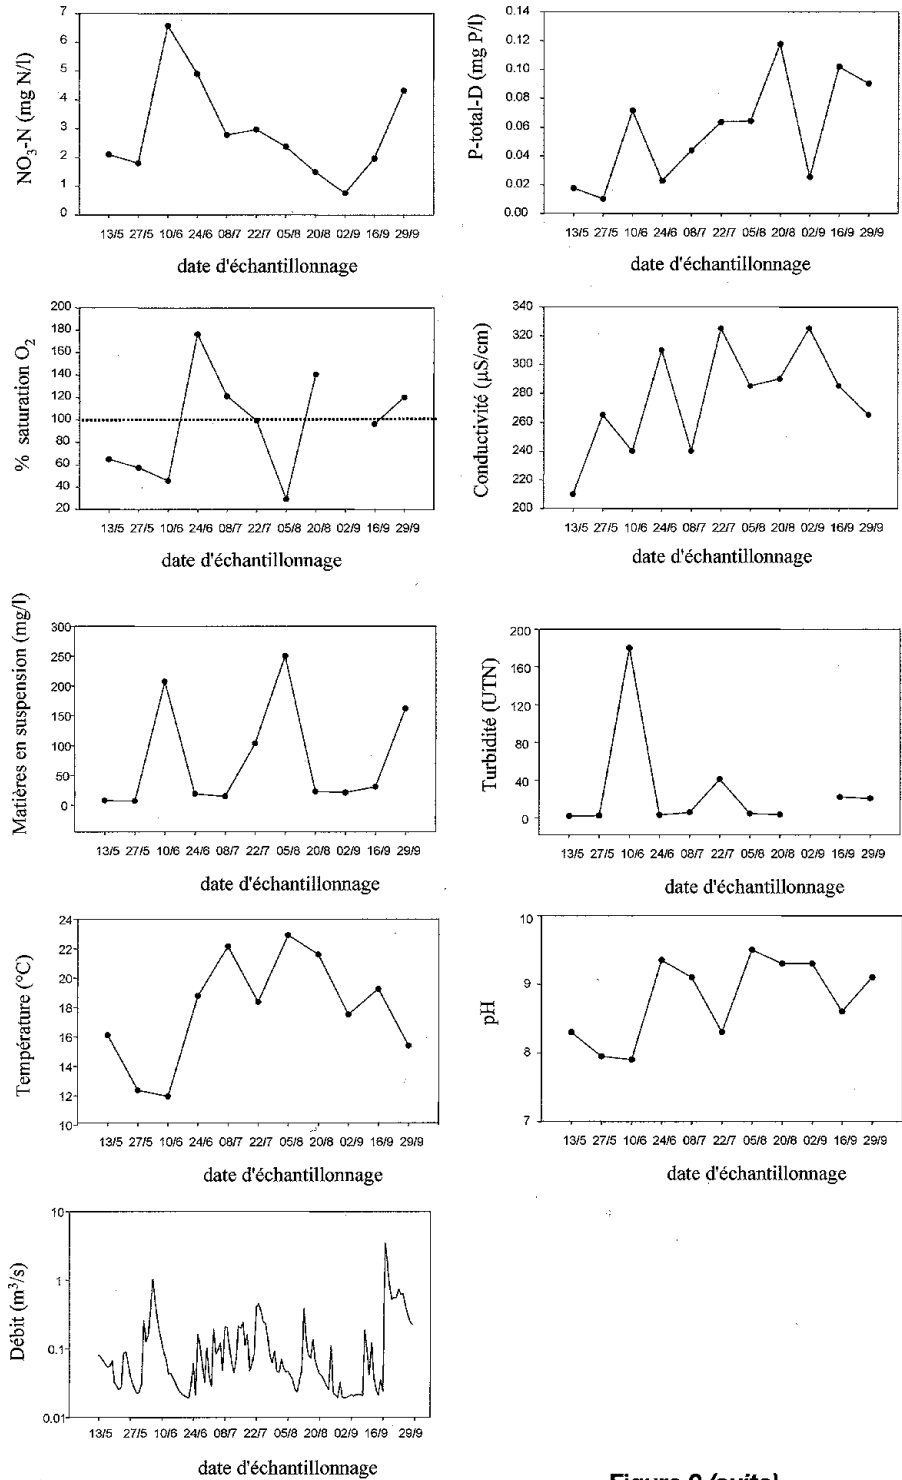 NO3-N (mg N/l)
7
6
5
4
3
2
1
0
13/5 27/5 10/6 24/6 08/7 22/7 05/8 20/8 02/9 16/9 29/9
date d'échantillonnage
P-total-D (mg P/l)
0.14
0.12
0.10
0.08
0.06
0.04
0.02
0.00
13/5 27/5 10/6 24/6 08/7 22/7 05/8 20/8 02/9 16/9 29/9
date d'échantillonnage
% saturation O2
200
180
160
140
120
100
80
60
40
20
13/5 27/5 10/6 24/6 08/7 22/7 05/8 20/8 02/9 16/9 29/9
date d'échantillonnage
Conductivité (µS/cm)
340
320
300
280
260
240
220
200
13/5 27/5 10/6 24/6 08/7 22/7 05/8 20/8 02/9 16/9 29/9
date d'échantillonnage
Matières en suspension (mg/l)
300
250
200
150
100
50
0
13/5 27/5 10/6 24/6 08/7 22/7 05/8 20/8 02/9 16/9 29/9
date d'échantillonnage
Turbidité (UTN)
200
160
120
80
40
0
13/5 27/5 10/6 24/6 08/7 22/7 05/8 20/8 02/9 16/9 29/9
date d'échantillonnage
Température (°C)
24
22
20
18
16
14
12
10
13/5 27/5 10/6 24/6 08/7 22/7 05/8 20/8 02/9 16/9 29/9
date d'échantillonnage
pH
10
9
8
7
13/5 27/5 10/6 24/6 08/7 22/7 05/8 20/8 02/9 16/9 29/9
date d'échantillonnage
Débit (m3/s)
10
1
0.1
0.01
13/5 27/5 10/6 24/6 08/7 22/7 05/8 20/8 02/9 16/9 29/9
date d'échantillonnage